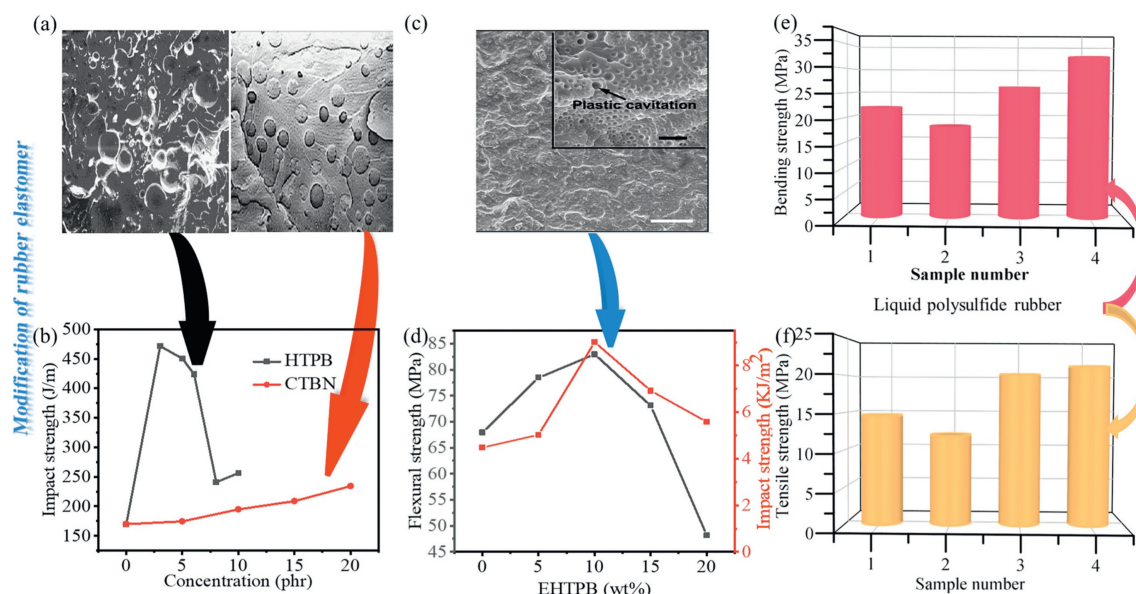 (a)
(c)
Plastic cavitation
Modification of rubber elastomer
(e)
35
30
25
20
15
10
5
0
Bending strength (MPa)
1
2
3
4
Sample number
Liquid polysulfide rubber
(b)
500
450
400
350
300
250
200
150
Impact strength (J/m)
HTPB
CTBN
0
5
10
15
20
Concentration (phr)
(d)
85
80
75
70
65
60
55
50
45
Flexural strength (MPa)
8
6
4
2
0
Impact strength (KJ/m²)
0
5
10
15
20
EHTPB (wt%)
(f)
25
20
15
10
5
0
Tensile strength (MPa)
1
2
3
4
Sample number